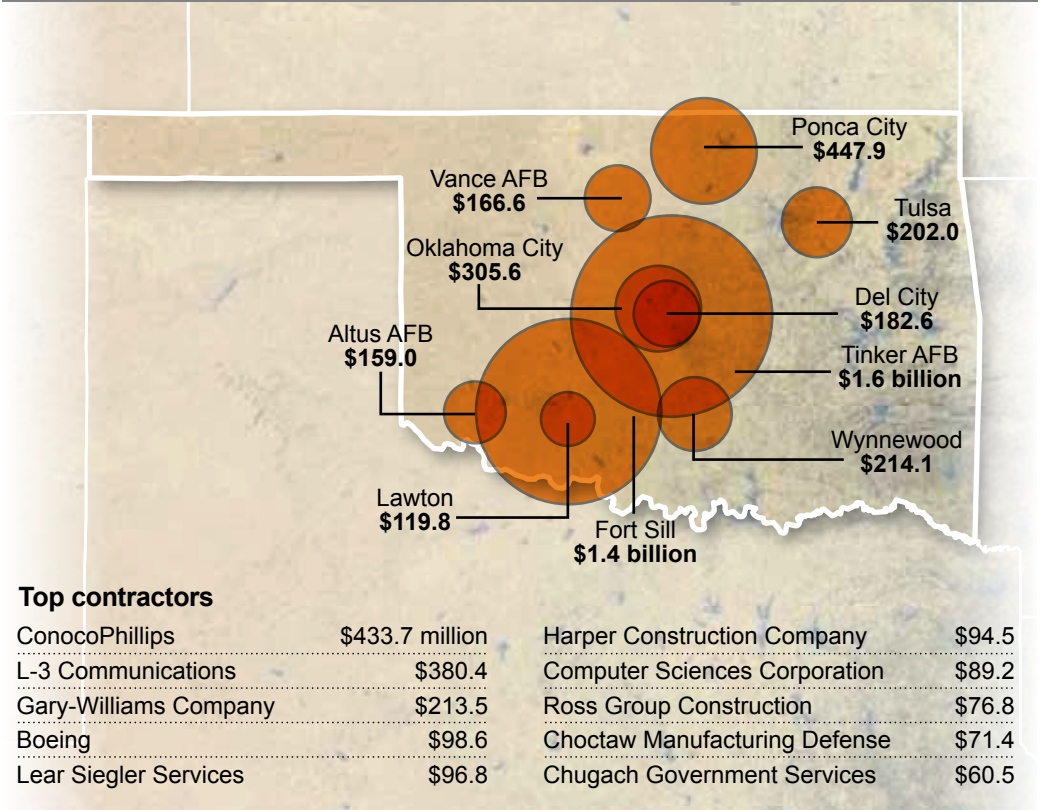 Ponca City
$447.9
Vance AFB
$166.6
Tulsa
$202.0
Oklahoma City
$305.6
Del City
$182.6
Altus AFB
$159.0
Tinker AFB
$1.6 billion
Wynnewood
$214.1
Lawton
$119.8
Fort Sill
$1.4 billion
Top contractors
ConocoPhillips $433.7 million
L-3 Communications $380.4
Gary-Williams Company $213.5
Boeing $98.6
Lear Siegler Services $96.8
Harper Construction Company $94.5
Computer Sciences Corporation $89.2
Ross Group Construction $76.8
Choctaw Manufacturing Defense $71.4
Chugach Government Services $60.5